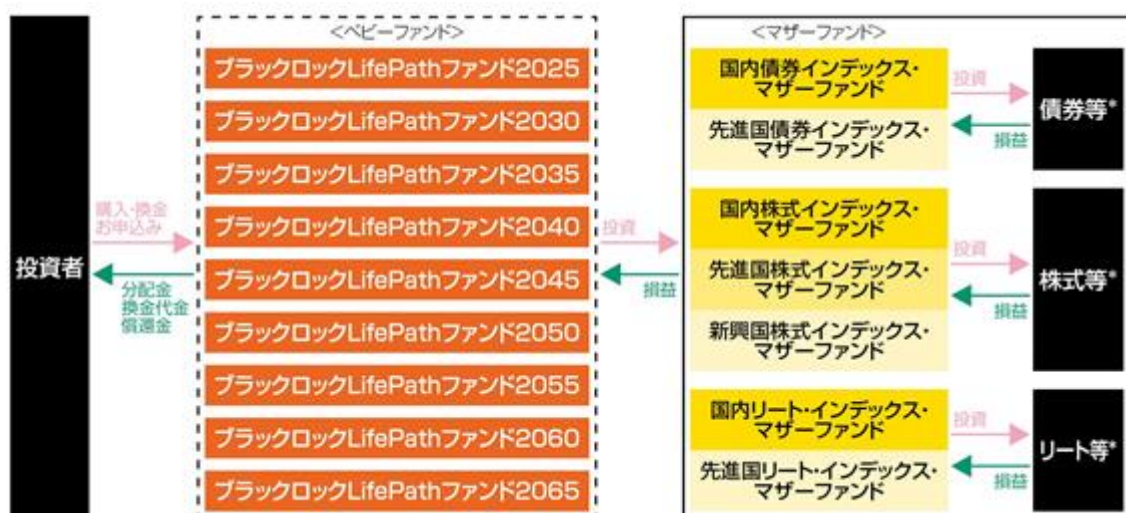 投資者
購入・換金
お申込み
分配金
換金代金
償還金
<ベビーファンド>
ブラックロックLifePathファンド2025
ブラックロックLifePathファンド2030
ブラックロックLifePathファンド2035
ブラックロックLifePathファンド2040
ブラックロックLifePathファンド2045
ブラックロックLifePathファンド2050
ブラックロックLifePathファンド2055
ブラックロックLifePathファンド2060
ブラックロックLifePathファンド2065
投資
損益
<マザーファンド>
国内債券インデックス・
マザーファンド
先進国債券インデックス・
マザーファンド
投資
損益
債券等*
国内株式インデックス・
マザーファンド
先進国株式インデックス・
マザーファンド
新興国株式インデックス・
マザーファンド
投資
損益
株式等*
国内リート・インデックス・
マザーファンド
先進国リート・インデックス・
マザーファンド
投資
損益
リート等*